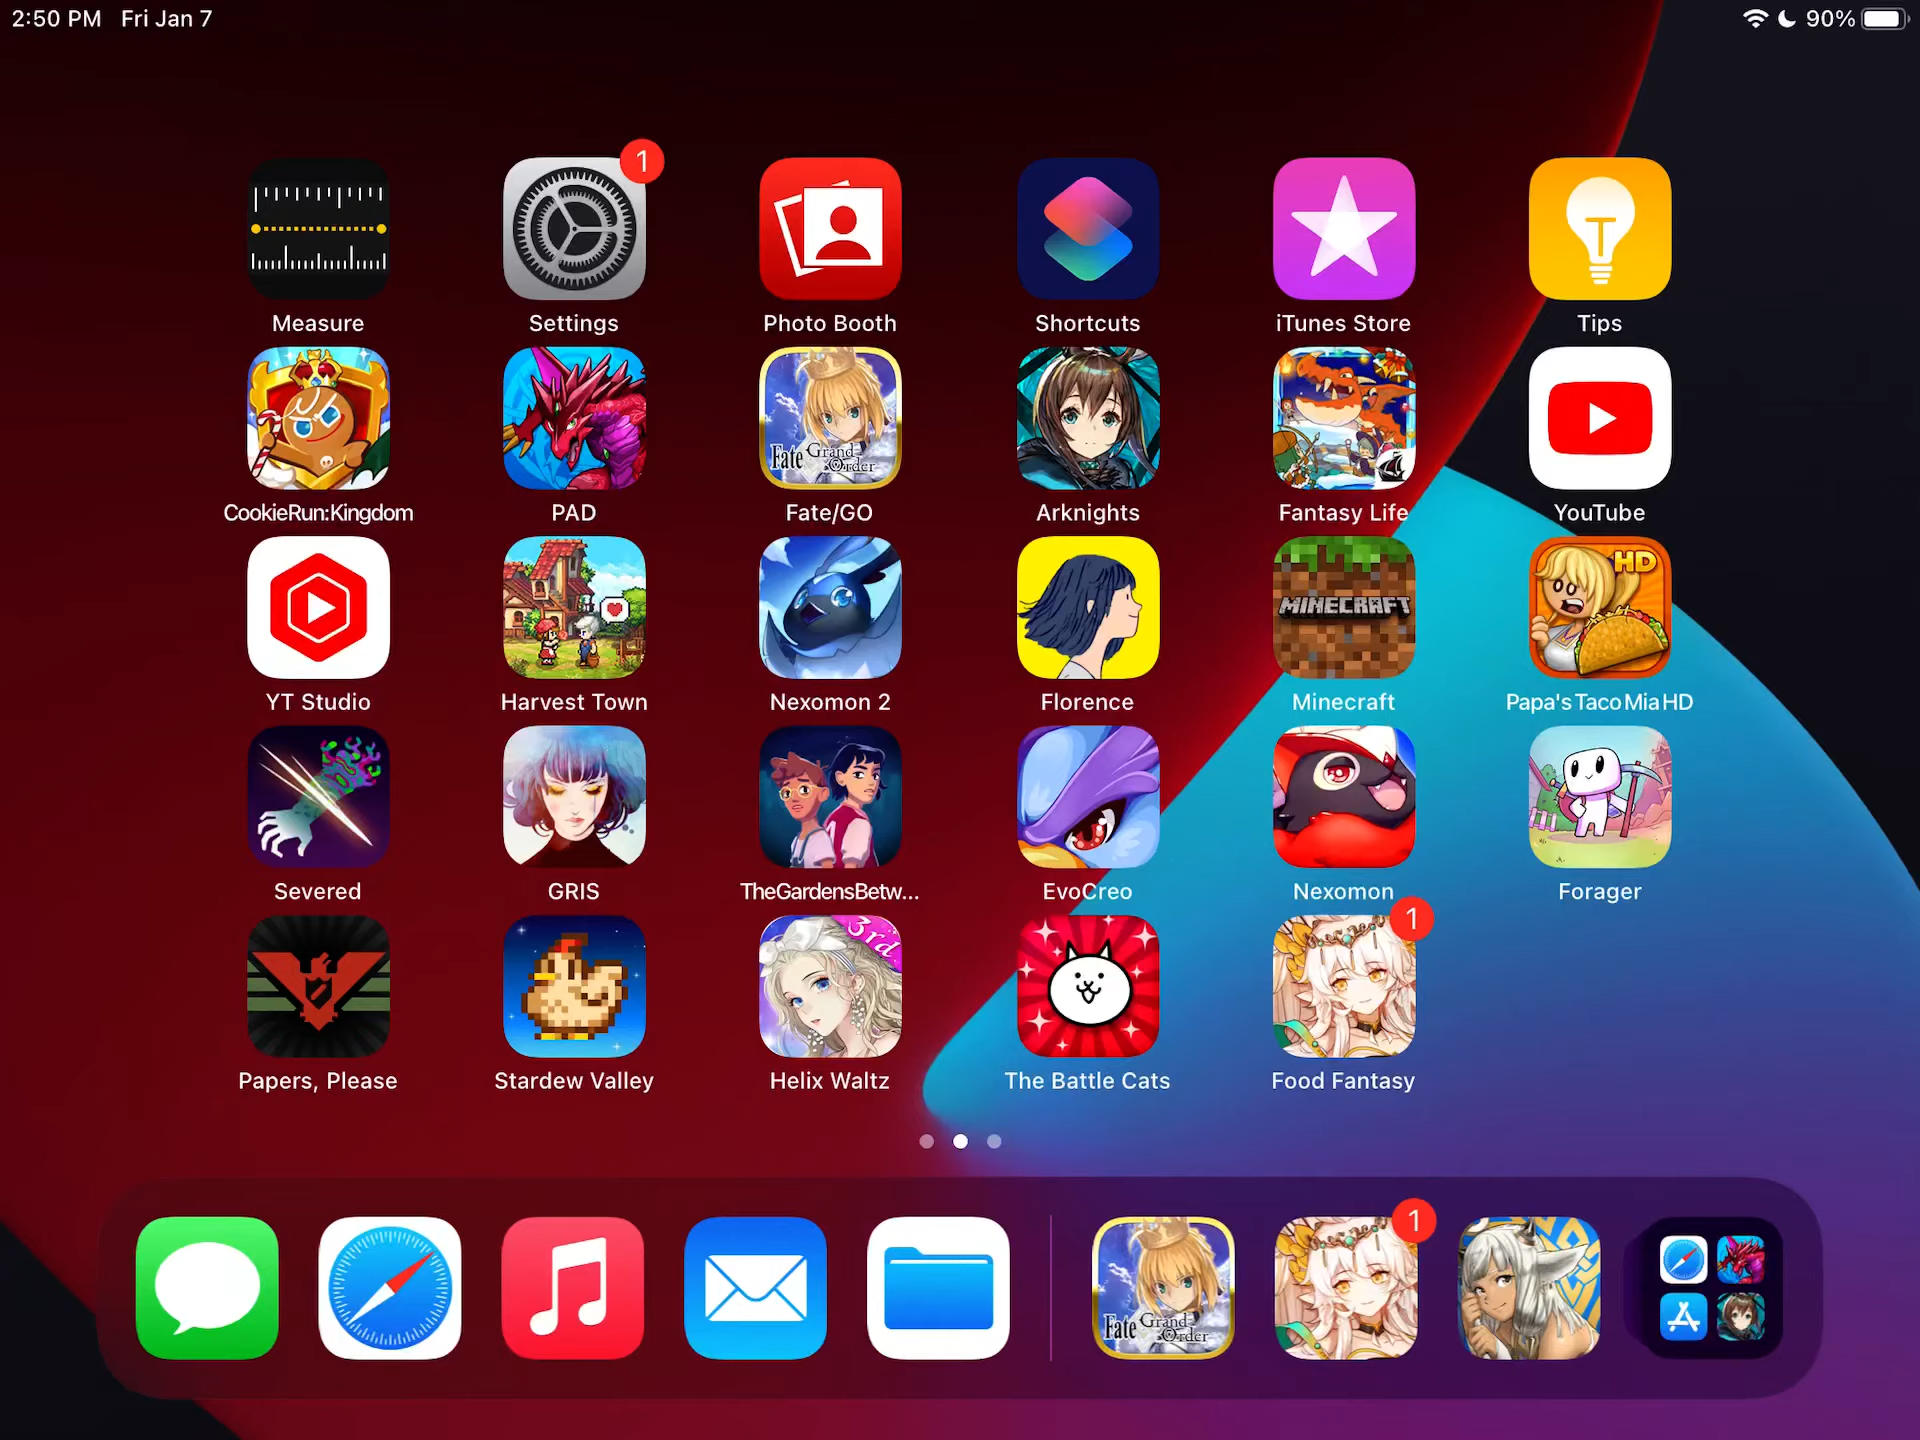 2:50 PM Fri Jan 7
90%
1
Measure
Settings
Photo Booth
Shortcuts
iTunes Store
Tips
Fate Grand Order
CookieRun:Kingdom
PAD
Fate/GO
Arknights
Fantasy Life
YouTube
MINECRAFT
HD
YT Studio
Harvest Town
Nexomon 2
Florence
Minecraft
Papa's Taco Mia HD
Severed
GRIS
TheGardensBetw...
EvoCreo
Nexomon
Forager
3rd
1
Papers, Please
Stardew Valley
Helix Waltz
The Battle Cats
Food Fantasy
Fate Grand Order
1